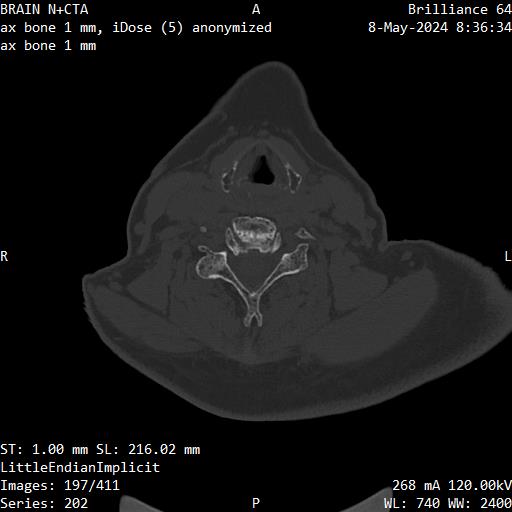 BRAIN N+CTA
A
Brilliance 64
ax bone 1 mm, iDose (5) anonymized
8-May-2024 8:36:34
ax bone 1 mm
R
L
ST: 1.00 mm SL: 216.02 mm
LittleEndianImplicit
Images: 197/411
268 mA 120.00kV
Series: 202
P
WL: 740 WW: 2400